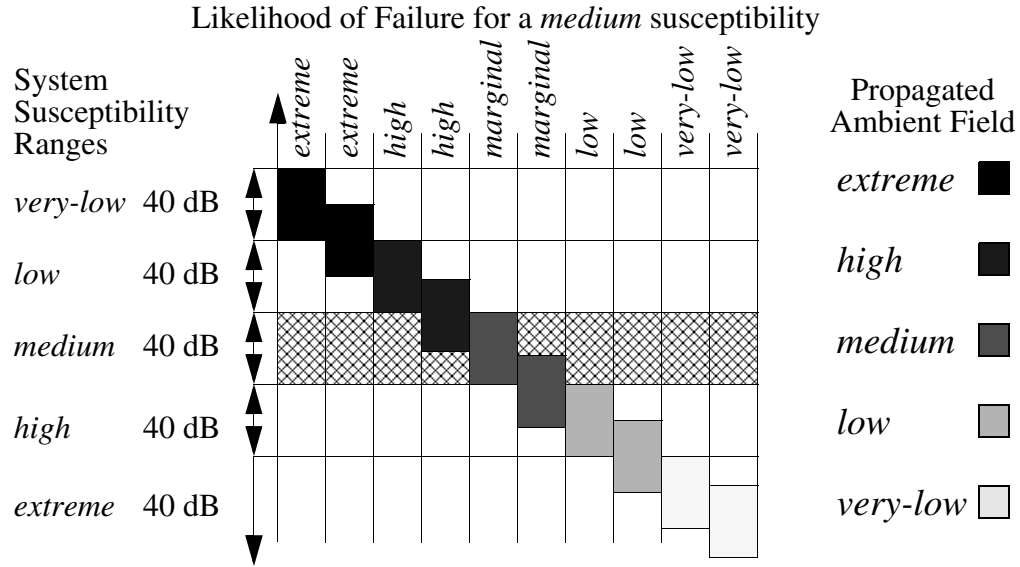 Likelihood of Failure for a medium susceptibility
System
Susceptibility
Ranges
extreme
extreme
high
high
marginal
marginal
low
low
very-low
very-low
Propagated
Ambient Field
very-low 40 dB
low 40 dB
medium 40 dB
high 40 dB
extreme 40 dB
extreme
high
medium
low
very-low